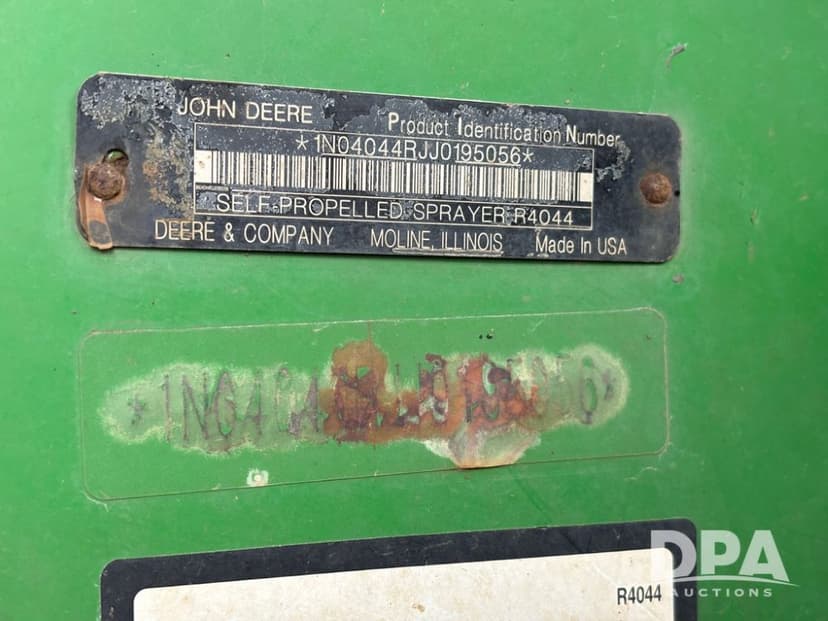 JOHN DEERE
Product Identification Number
*1N04044RJJ0195056*
SELF-PROPELLED SPRAYER R4044
DEERE & COMPANY MOLINE, ILLINOIS Made In USA
R4044
DPA
AUCTIONS